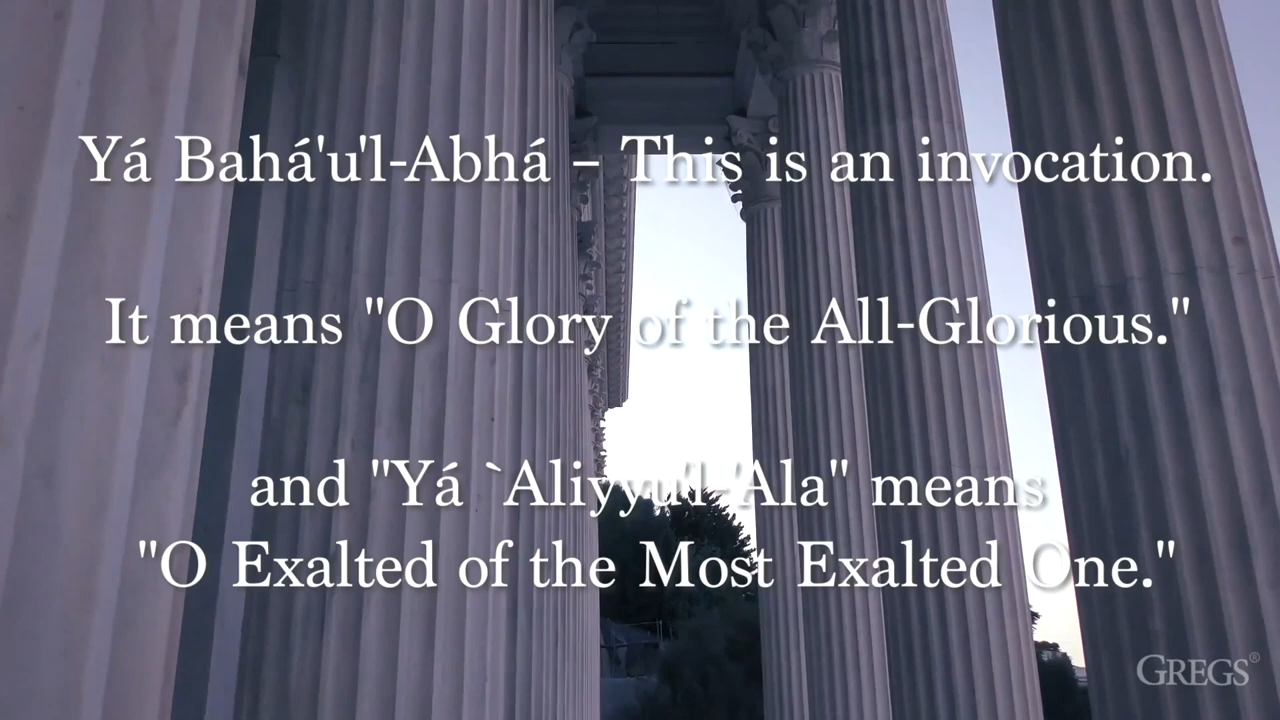 Yá Bahá'u'l-Abhá – This is an invocation.
It means "O Glory of the All-Glorious."
and "Yá `Aliyyu'l-'Ala" means
"O Exalted of the Most Exalted One."
GREGS®